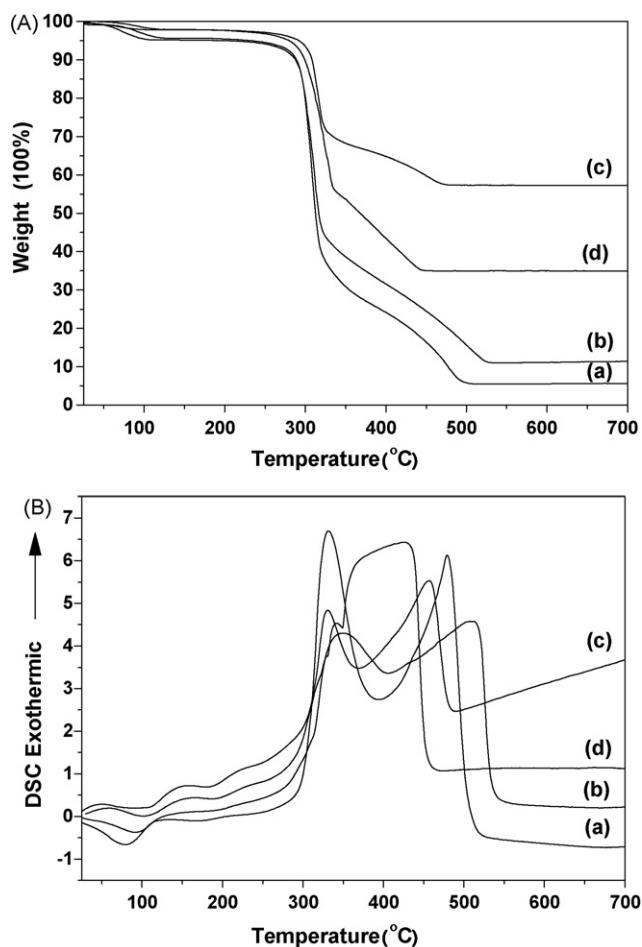 (A)
100
90
80
70
60
50
40
30
20
10
0
Weight (100%)
(c)
(d)
(b)
(a)
100 200 300 400 500 600 700
Temperature(°C)
(B)
7
6
5
4
3
2
1
0
-1
DSC Exothermic
(c)
(d)
(b)
(a)
100 200 300 400 500 600 700
Temperature(°C)